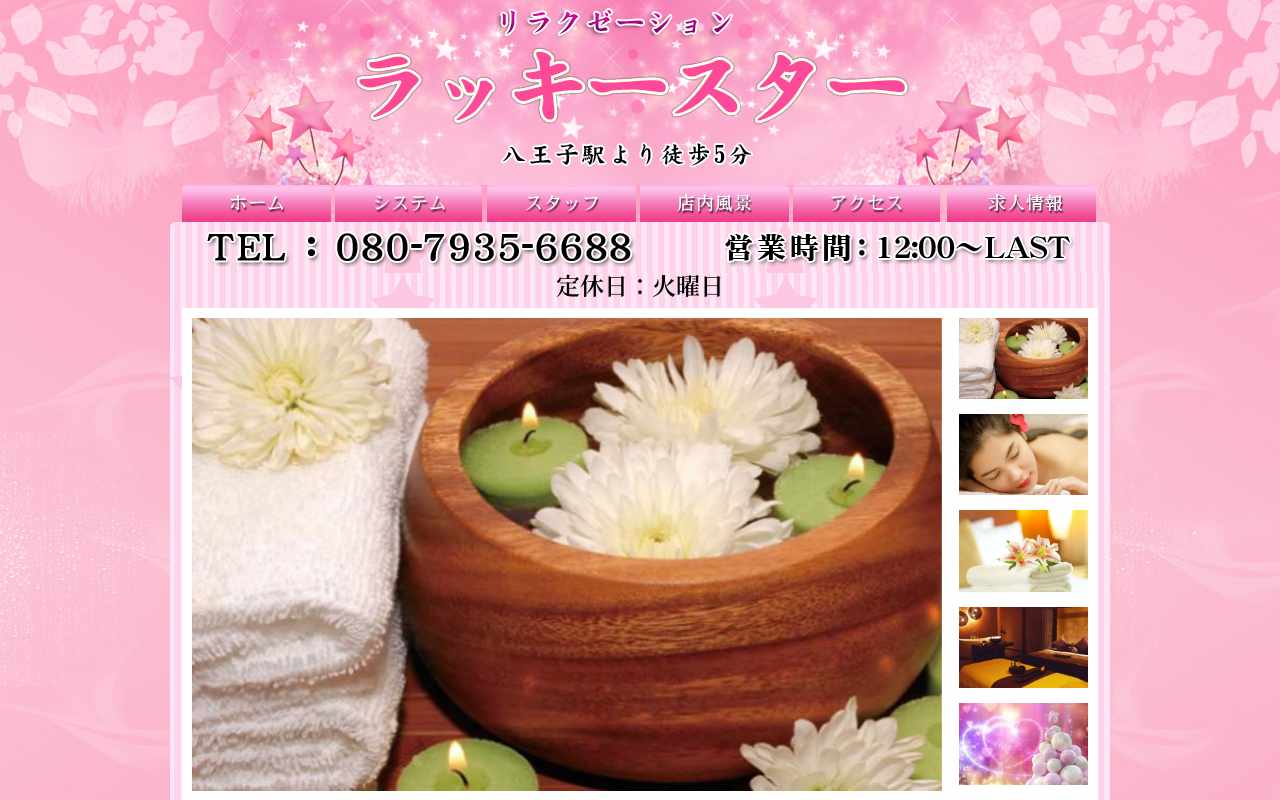 リラクゼーション
ラッキースター
八王子駅より徒歩5分
ホーム システム スタッフ 店内風景 アクセス 求人情報
TEL：080-7935-6688 営業時間：12:00～LAST
定休日：火曜日